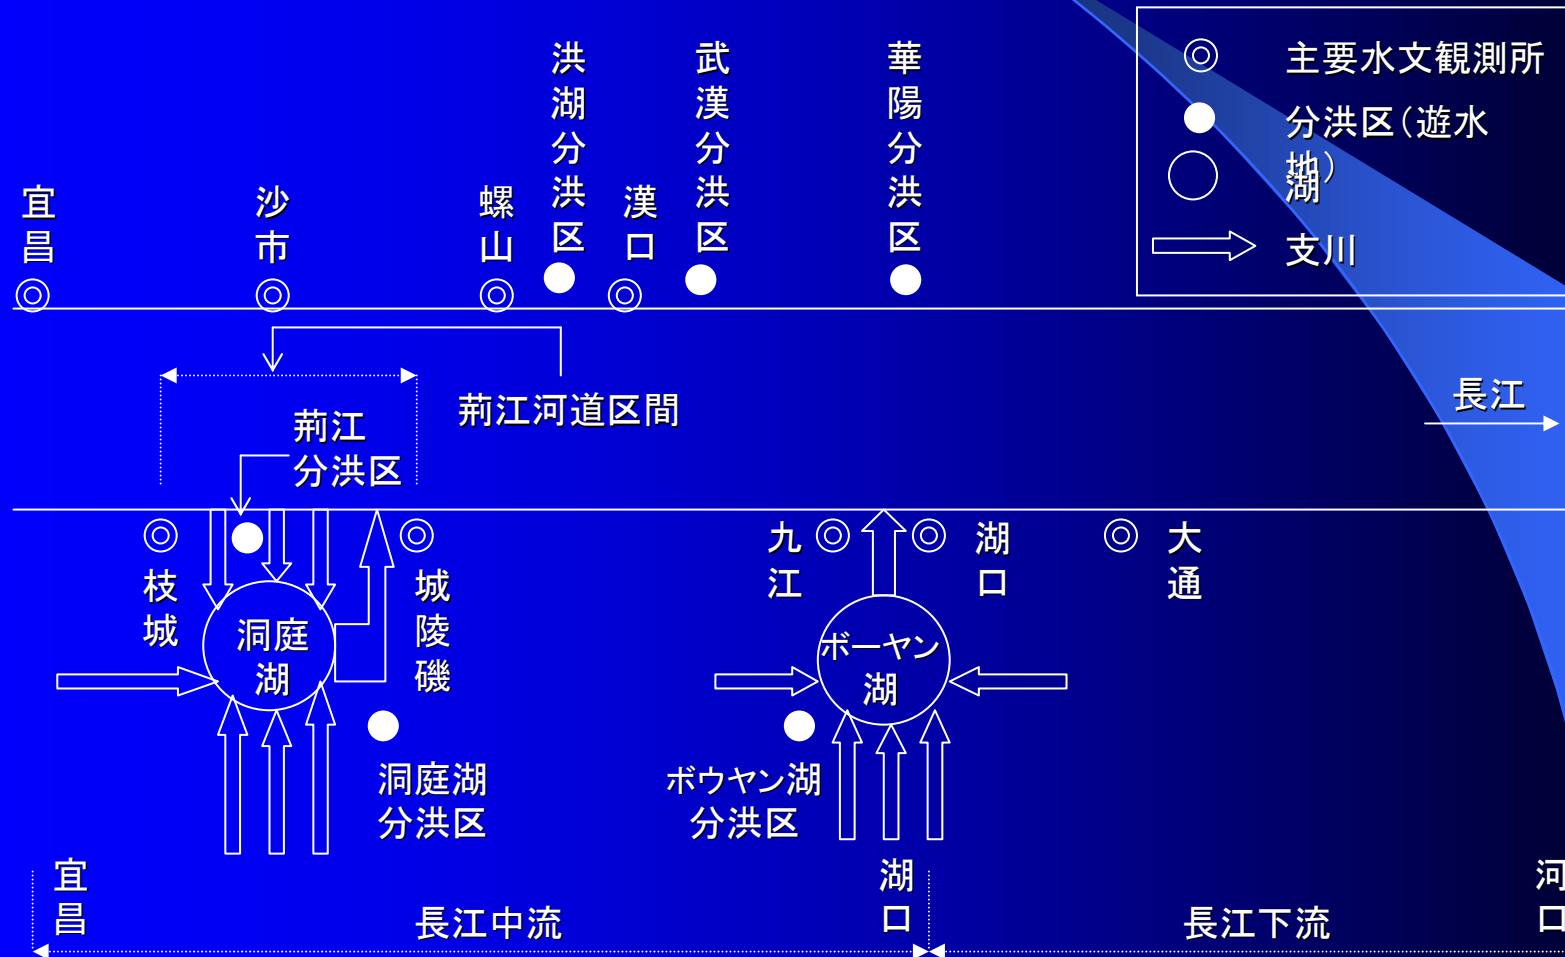 宜昌
沙市
螺山
洪湖分洪区
漢口
武漢分洪区
華陽分洪区
主要水文観測所
分洪区（遊水
地）
湖
支川
長江
荊江河道区間
荊江
分洪区
枝城
洞庭
湖
城陵磯
九江
湖口
大通
ボーヤン
湖
洞庭湖
分洪区
ボウヤン湖
分洪区
宜昌
長江中流
湖口
長江下流
河口